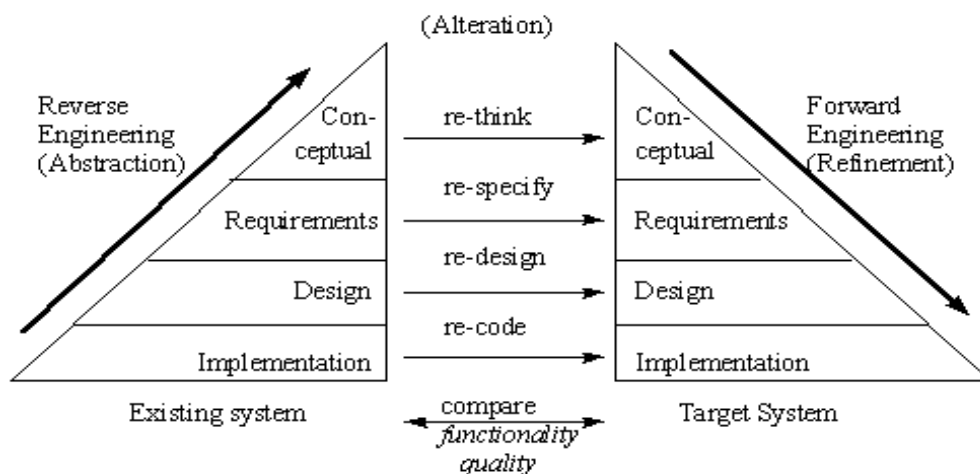 (Alteration)
Reverse
Engineering
(Abstraction)
Con-
ceptual
Requirements
Design
Implementation
Existing system
re-think
re-specify
re-design
re-code
compare
functionality
quality
Con-
ceptual
Requirements
Design
Implementation
Target System
Forward
Engineering
(Refinement)